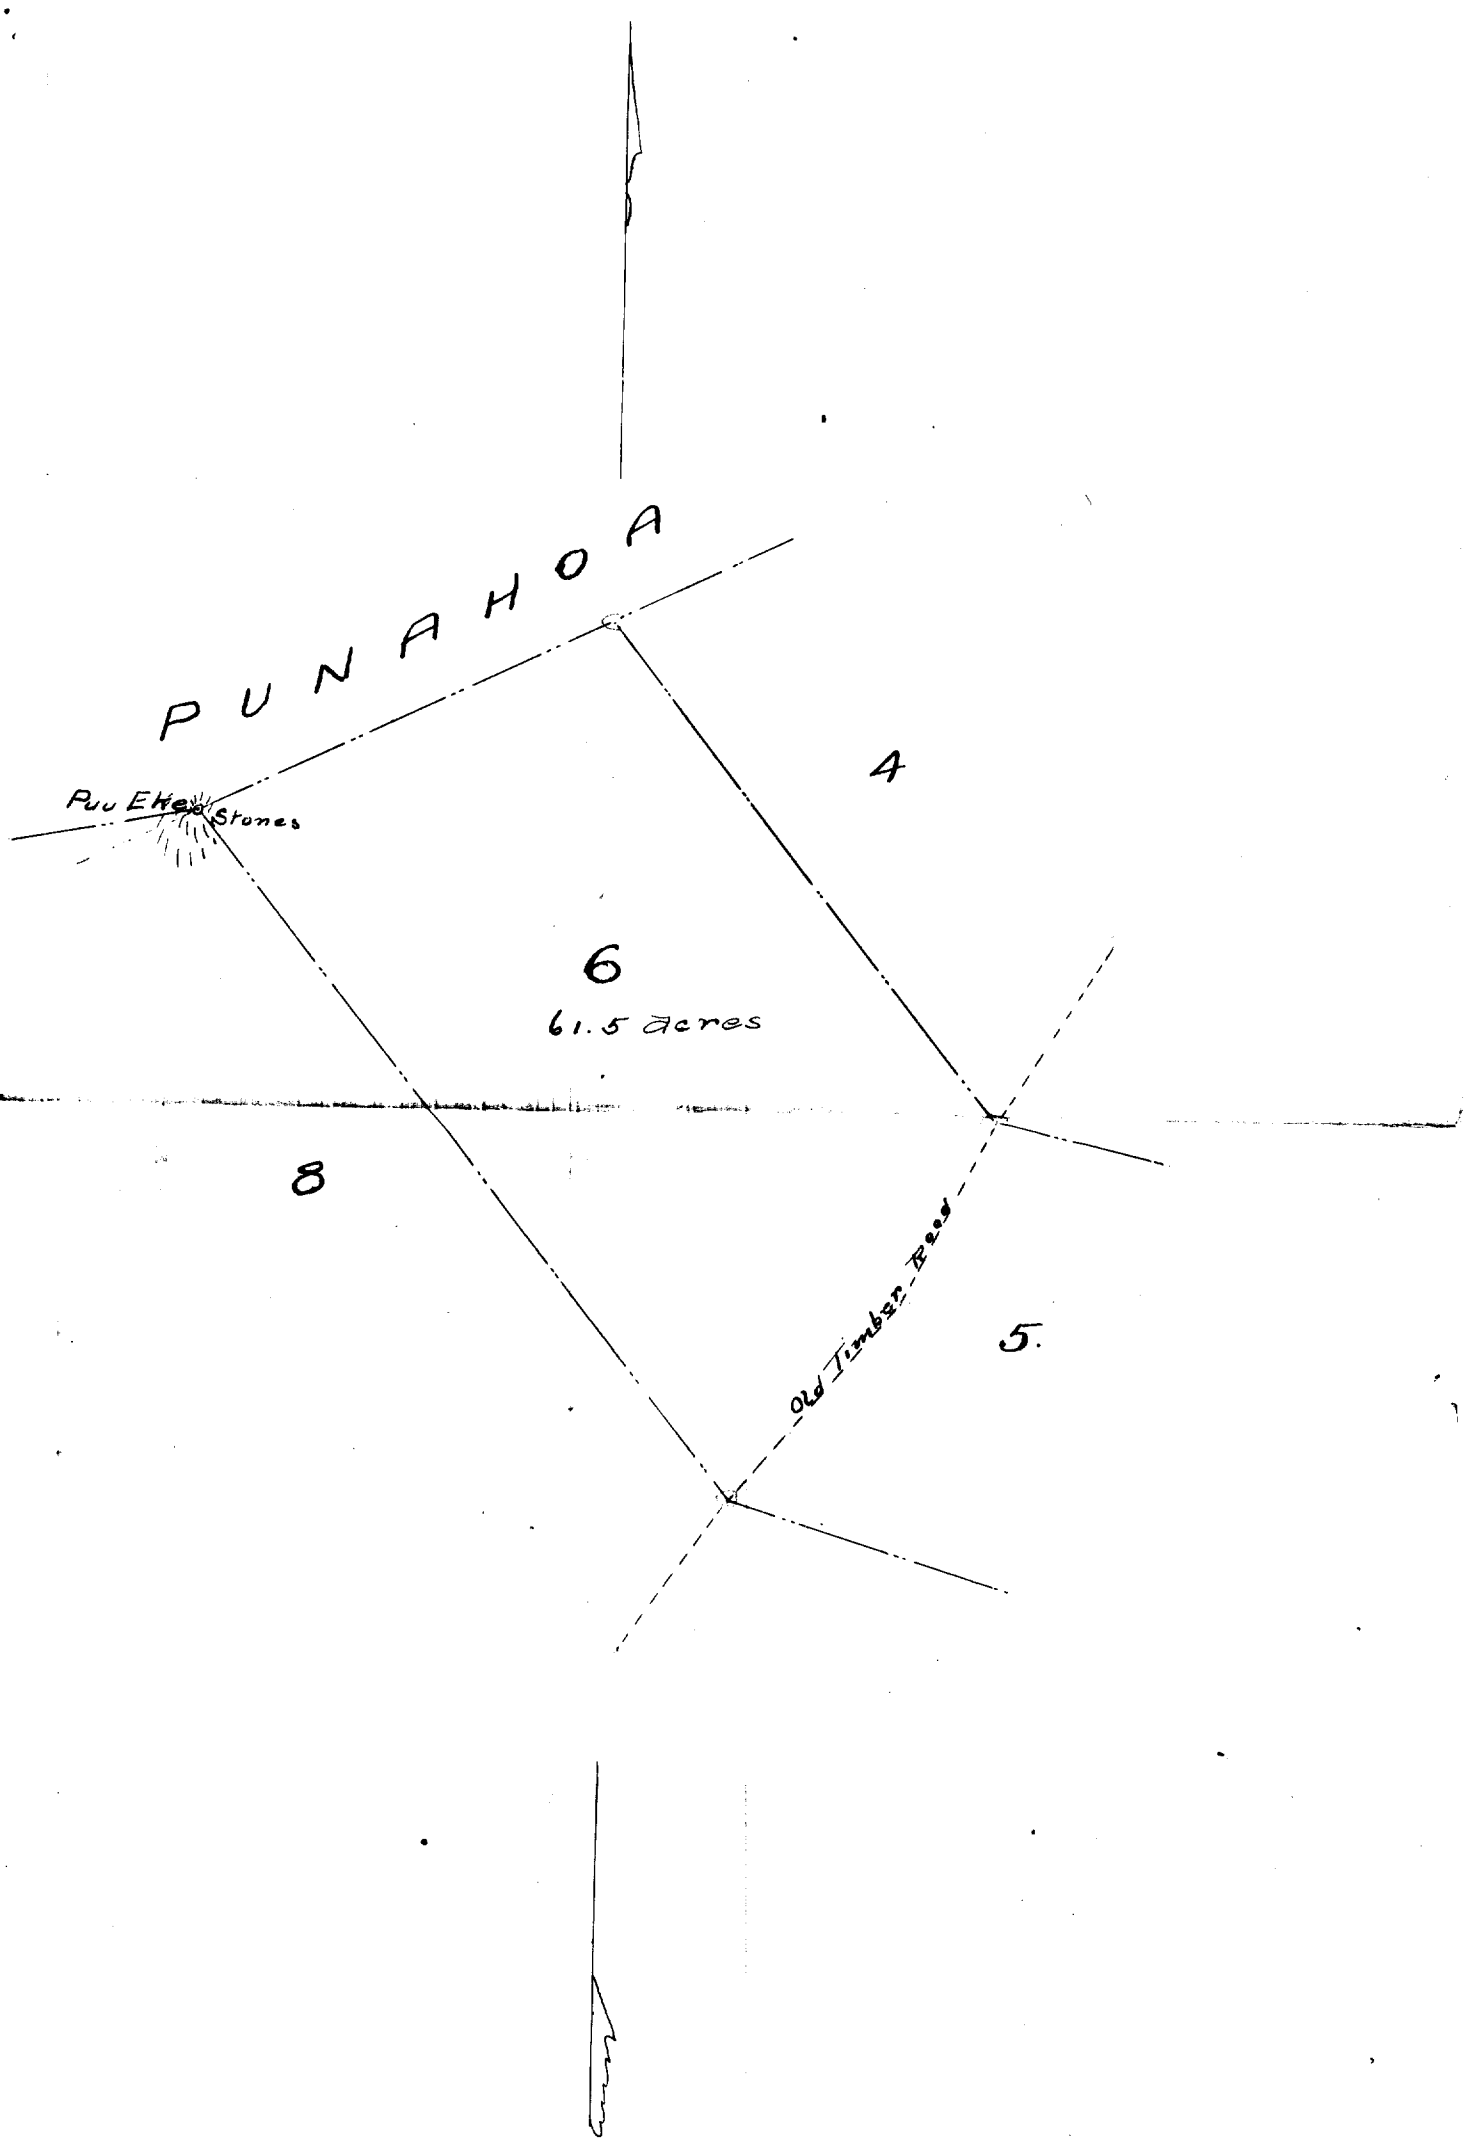 PUNAHOA
4
Puu Eke
Stones
6
61.5 acres
8
Old Timber Road
5.